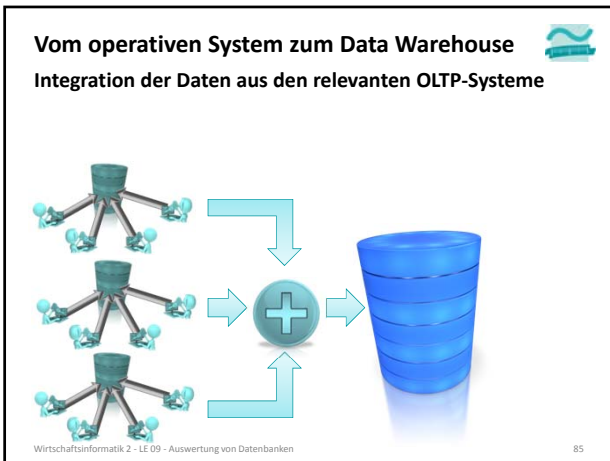 Vom operativen System zum Data Warehouse
Integration der Daten aus den relevanten OLTP-Systeme
Wirtschaftsinformatik 2 - LE 09 - Auswertung von Datenbanken
85